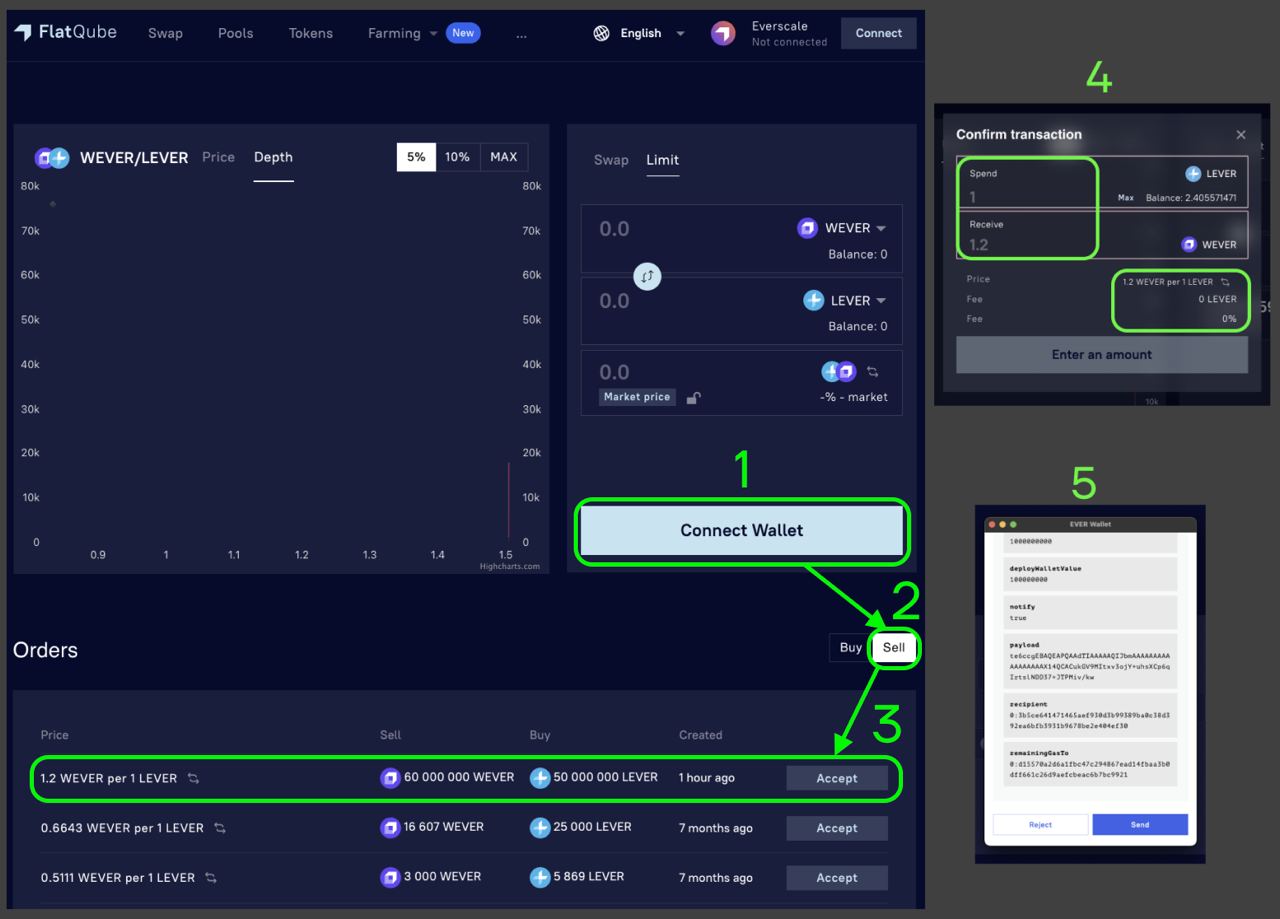 FlatQube Swap Pools Tokens Farming New ... English Everscale Not connected Connect
WEVER/LEVER Price Depth 5% 10% MAX
80k 80k
70k 70k
60k 60k
50k 50k
40k 40k
30k 30k
20k 20k
10k 10k
0 0
0.9 1 1.1 1.2 1.3 1.4 1.5
Highcharts.com
Swap Limit
0.0 WEVER
Balance: 0
0.0 LEVER
Balance: 0
0.0
Market price -% - market
1
Connect Wallet
2
Orders Buy Sell
3
Price Sell Buy Created
1.2 WEVER per 1 LEVER 60 000 000 WEVER 50 000 000 LEVER 1 hour ago Accept
0.6643 WEVER per 1 LEVER 16 607 WEVER 25 000 LEVER 7 months ago Accept
0.5111 WEVER per 1 LEVER 3 000 WEVER 5 869 LEVER 7 months ago Accept
4
Confirm transaction
Spend LEVER
1 Max Balance: 2.405571471
Receive
1.2 WEVER
Price 1.2 WEVER per 1 LEVER
Fee 0 LEVER
Fee 0%
Enter an amount
10k
5
EVER Wallet
1000000000
deployWalletValue
100000000
notify
true
payload
recipient
remainingGasTo
Reject Send